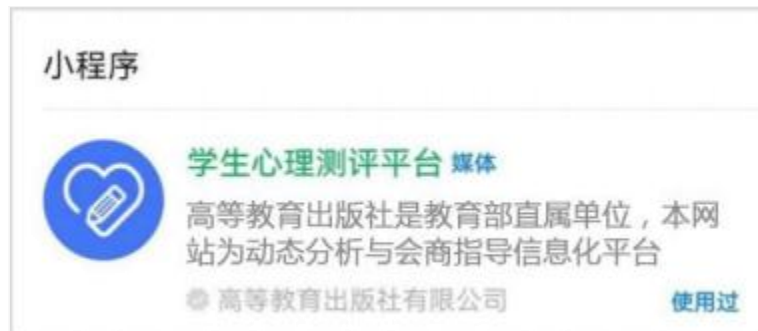 小程序
学生心理测评平台 媒体
高等教育出版社是教育部直属单位，本网
站为动态分析与会商指导信息化平台
高等教育出版社有限公司 使用过